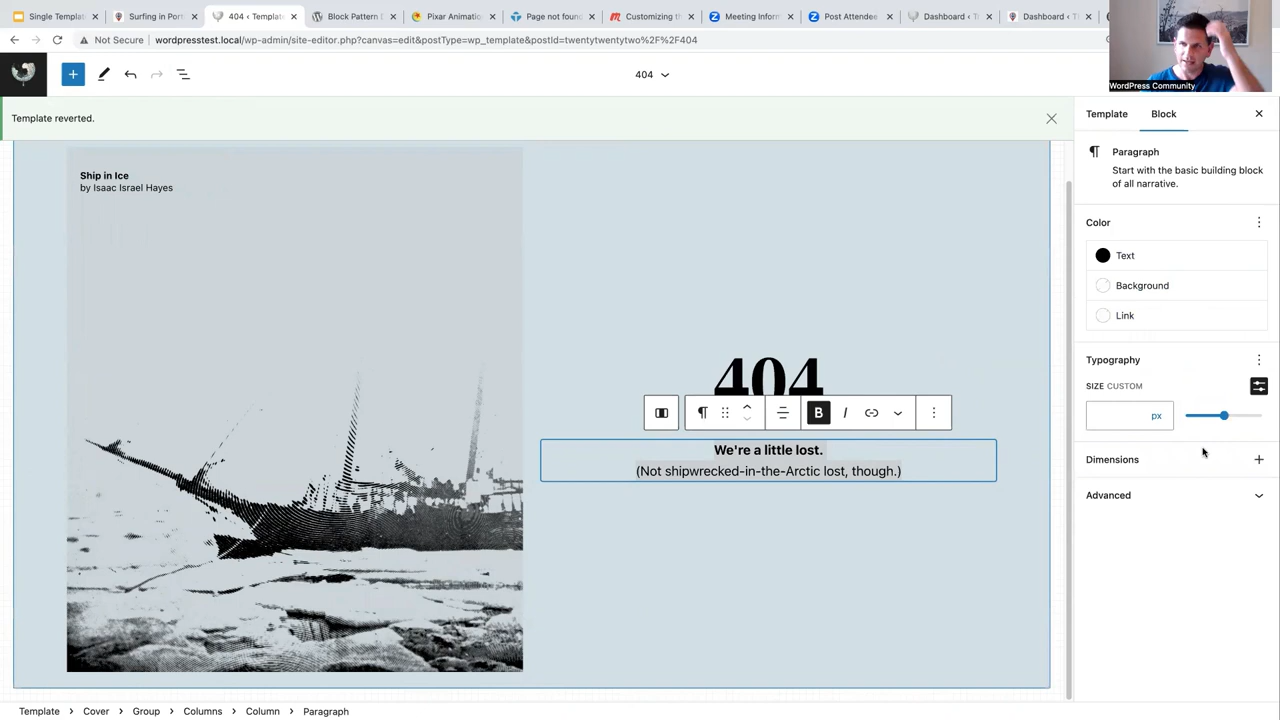 Single Templat
Surfing in Port
404 ‹ Template
Block Pattern D
Pixar Animatio
Page not found
Customizing th
Meeting Inform
Post Attendee
Dashboard ‹ T
Dashboard ‹ T
Not Secure
wordpresstest.local/wp-admin/site-editor.php?canvas=edit&postType=wp_template&postId=twentytwentytwo%2F%2F404
WordPress Community
404
Template reverted.
Template
Block
Paragraph
Start with the basic building block
of all narrative.
Color
Text
Background
Link
Typography
SIZE CUSTOM
px
Dimensions
Advanced
Ship in Ice
by Isaac Israel Hayes
404
B
I
We're a little lost.
(Not shipwrecked-in-the-Arctic lost, though.)
Template
Cover
Group
Columns
Column
Paragraph